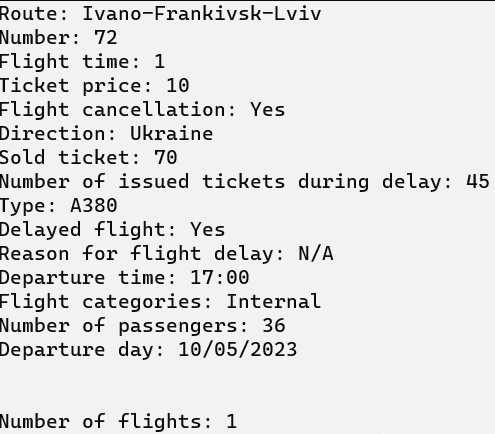 Route: Ivano-Frankivsk-Lviv
Number: 72
Flight time: 1
Ticket price: 10
Flight cancellation: Yes
Direction: Ukraine
Sold ticket: 70
Number of issued tickets during delay: 45
Type: A380
Delayed flight: Yes
Reason for flight delay: N/A
Departure time: 17:00
Flight categories: Internal
Number of passengers: 36
Departure day: 10/05/2023
Number of flights: 1